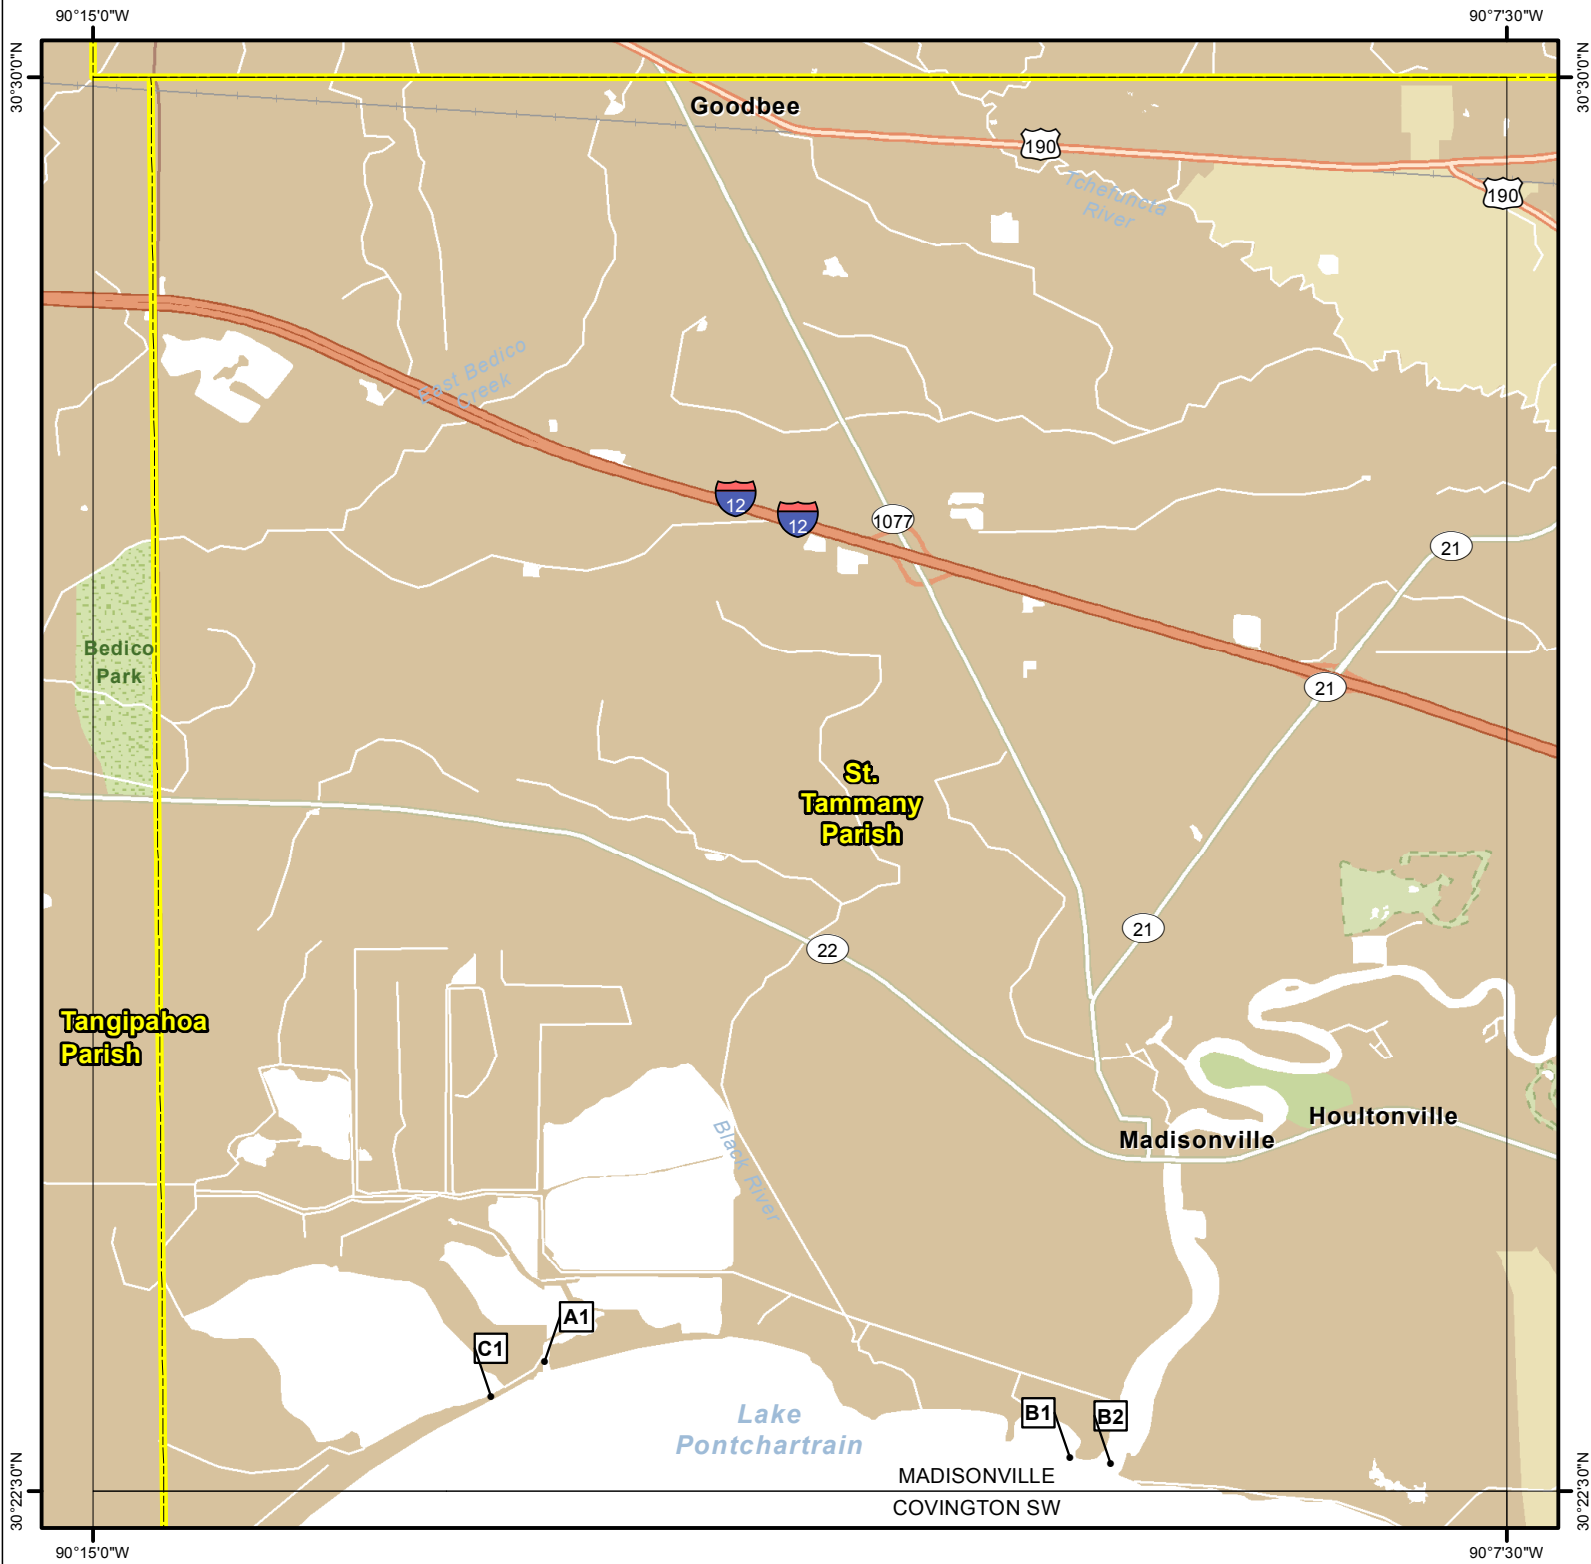 90°15'0"W
90°7'30"W
30°30'0"N
30°30'0"N
Goodbee
190
Tchefuncta
River
190
East Bedico
Creek
12
12
1077
21
Bedico
Park
21
St.
Tammany
Parish
21
22
Tangipahoa
Parish
Houltonville
Madisonville
Black River
A1
C1
Lake
Pontchartrain
B1
B2
MADISONVILLE
COVINGTON SW
30°22'30"N
30°22'30"N
90°15'0"W
90°7'30"W